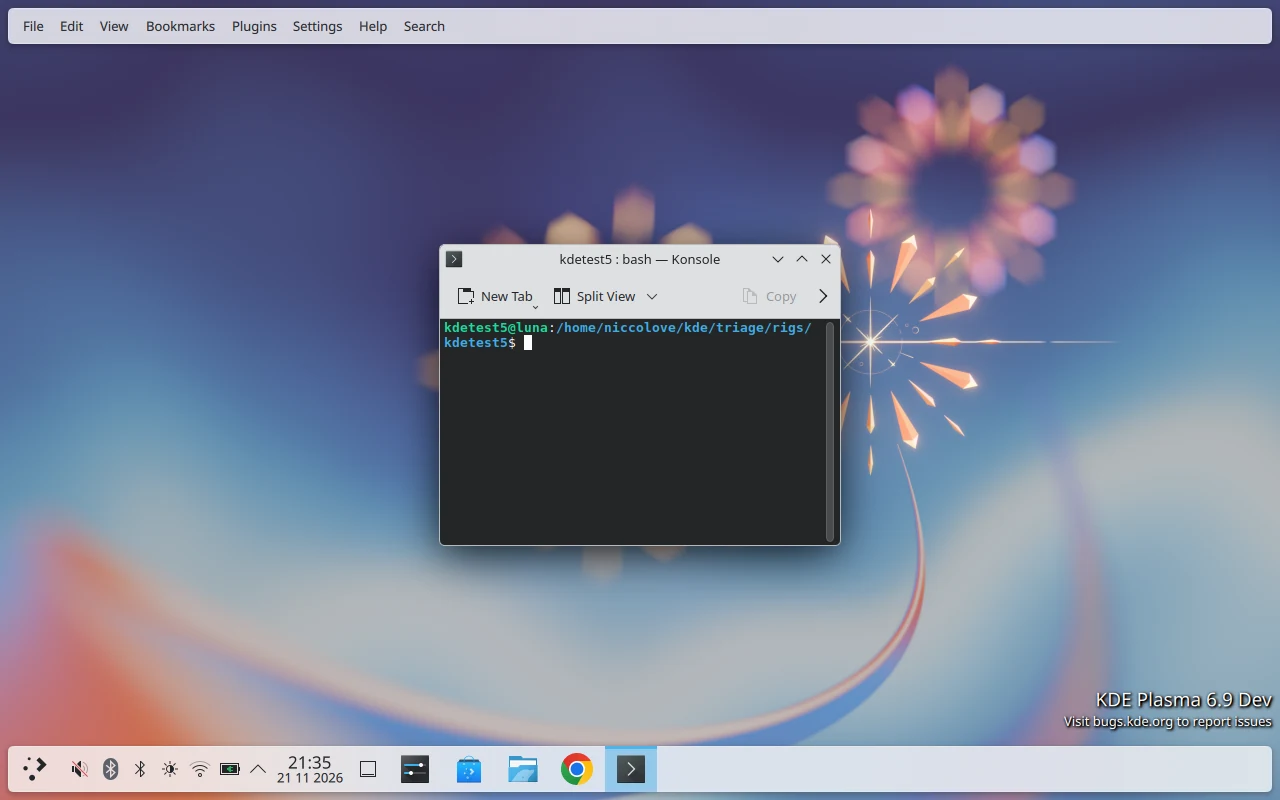 File Edit View Bookmarks Plugins Settings Help Search
kdetest5 : bash — Konsole
New Tab Split View Copy
kdetest5@luna:/home/niccolove/kde/triage/rigs/
kdetest5$
KDE Plasma 6.9 Dev
Visit bugs.kde.org to report issues
21:35
21 11 2026